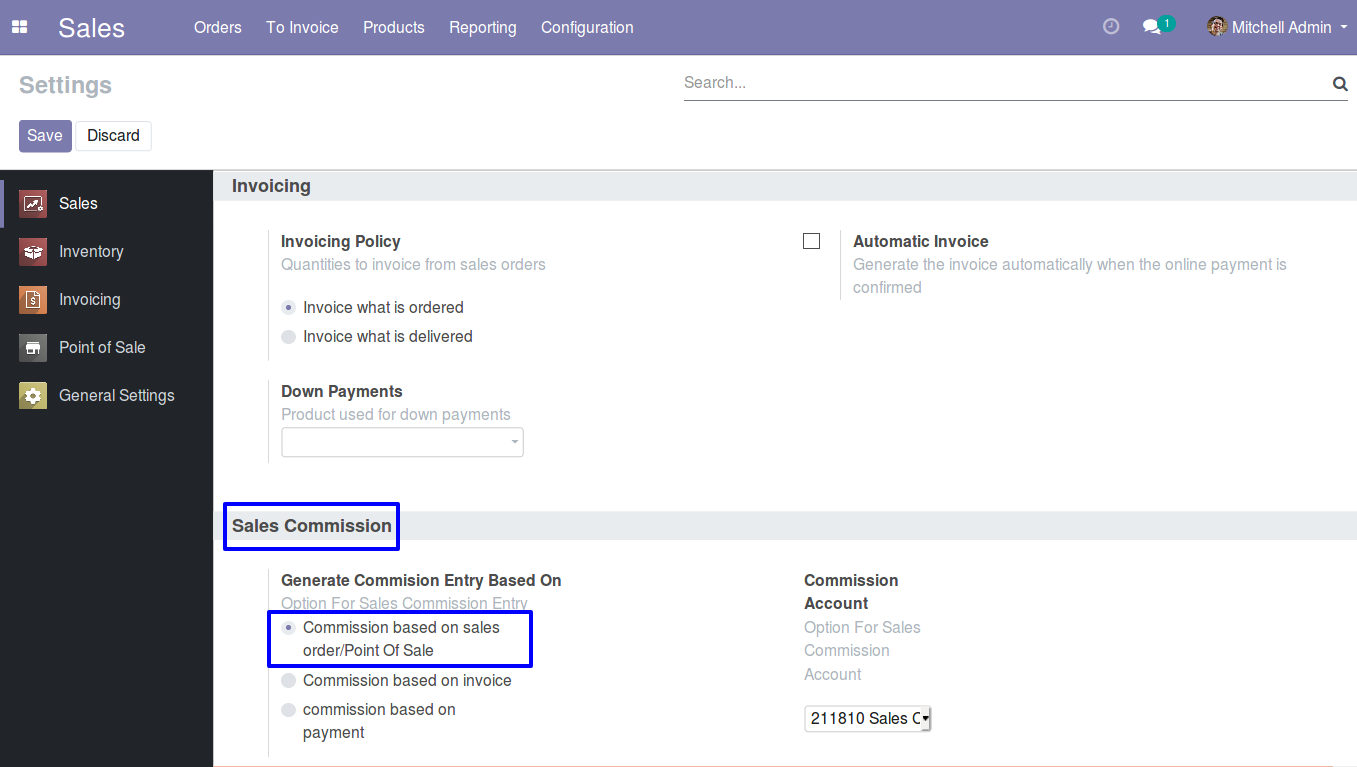 Sales Orders To Invoice Products Reporting Configuration 1 Mitchell Admin
Settings
Search...
Save Discard
Sales
Inventory
Invoicing
Point of Sale
General Settings
Invoicing
Invoicing Policy
Quantities to invoice from sales orders
Invoice what is ordered
Invoice what is delivered
Automatic Invoice
Generate the invoice automatically when the online payment is
confirmed
Down Payments
Product used for down payments
Sales Commission
Generate Commision Entry Based On
Option For Sales Commission Entry
Commission based on sales
order/Point Of Sale
Commission based on invoice
commission based on
payment
Commission
Account
Option For Sales
Commission
Account
211810 Sales C